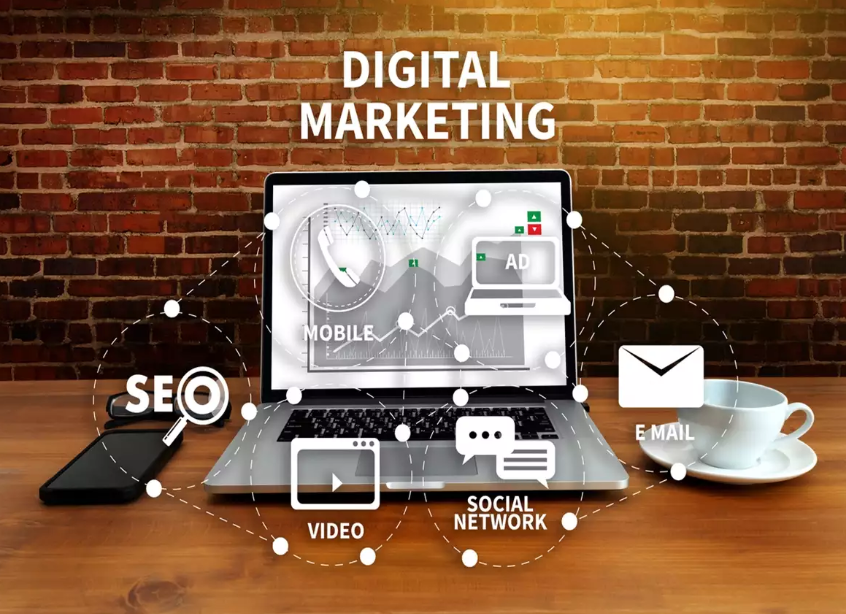 DIGITAL
MARKETING
AD
MOBILE
SEO
E MAIL
VIDEO
SOCIAL
NETWORK